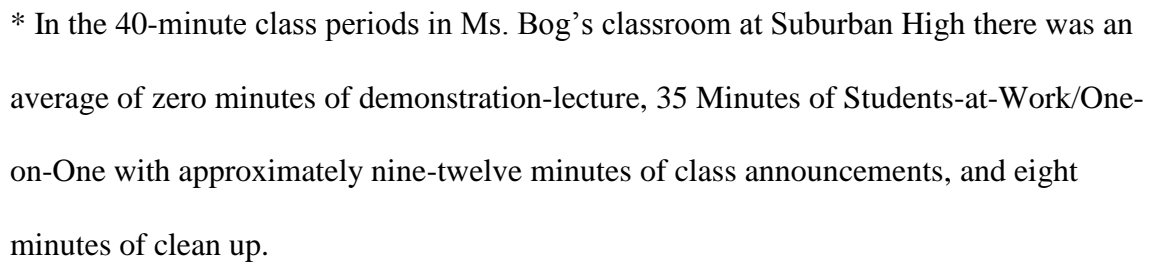 * In the 40-minute class periods in Ms. Bog’s classroom at Suburban High there was an
average of zero minutes of demonstration-lecture, 35 Minutes of Students-at-Work/One-
on-One with approximately nine-twelve minutes of class announcements, and eight
minutes of clean up.